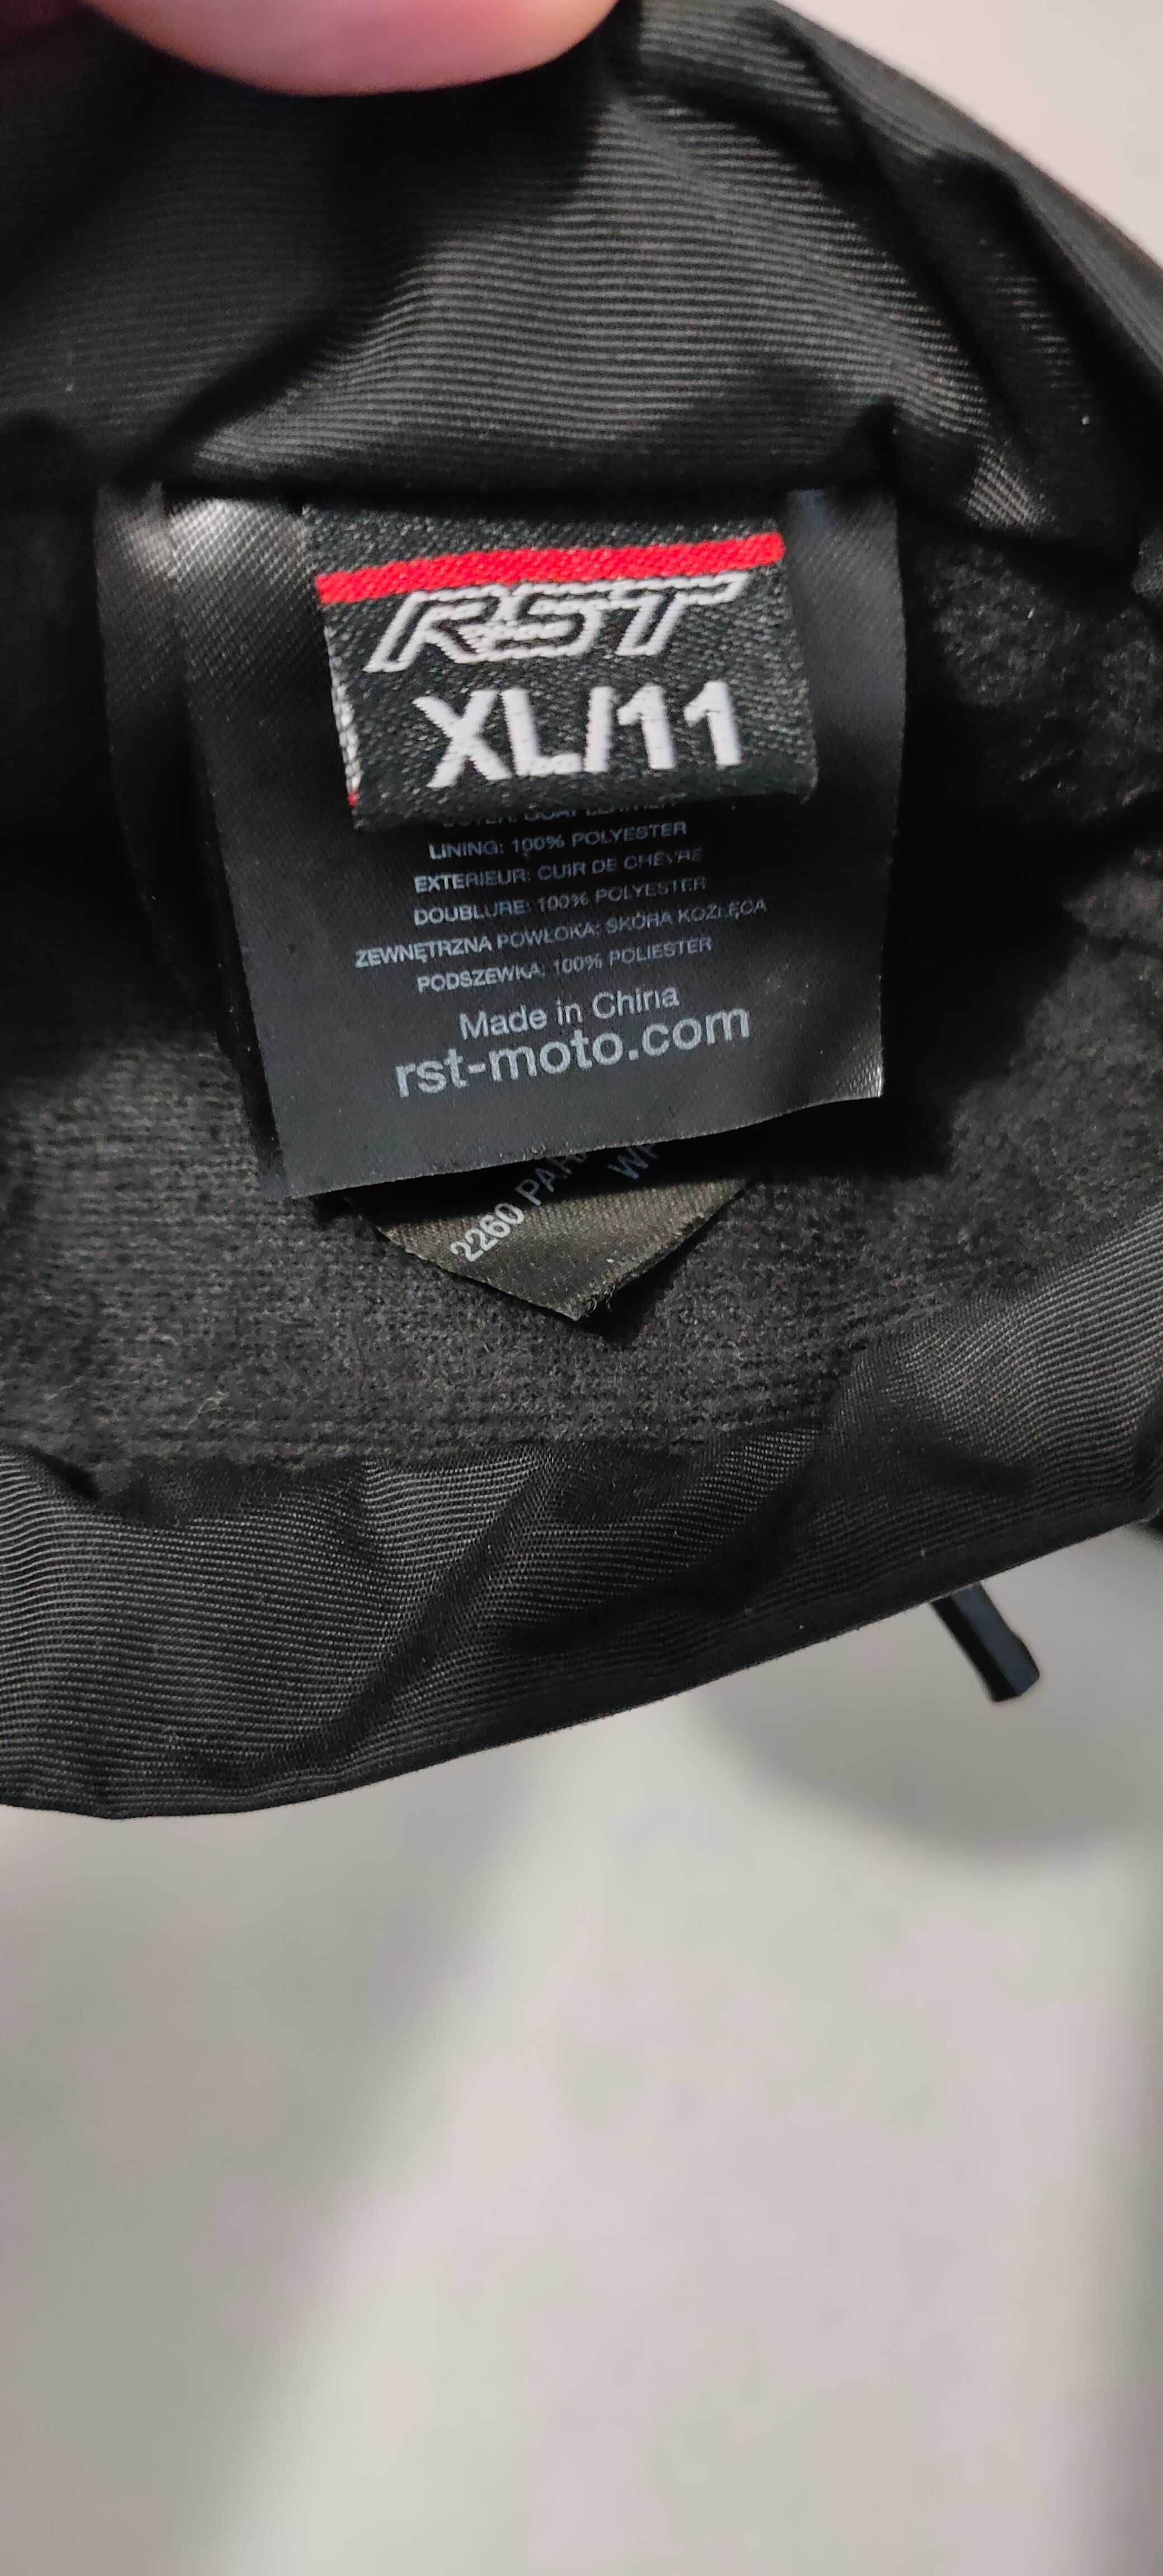 RST
XL/11
LINING: 100% POLYESTER
EXTERIEUR: CUIR DE CHÈVRE
DOUBLURE: 100% POLYESTER
ZEWNĘTRZNA POWŁOKA: SKÓRA KOZLĘCA
PODSZEWKA: 100% POLIESTER
Made in China
rst-moto.com
2260